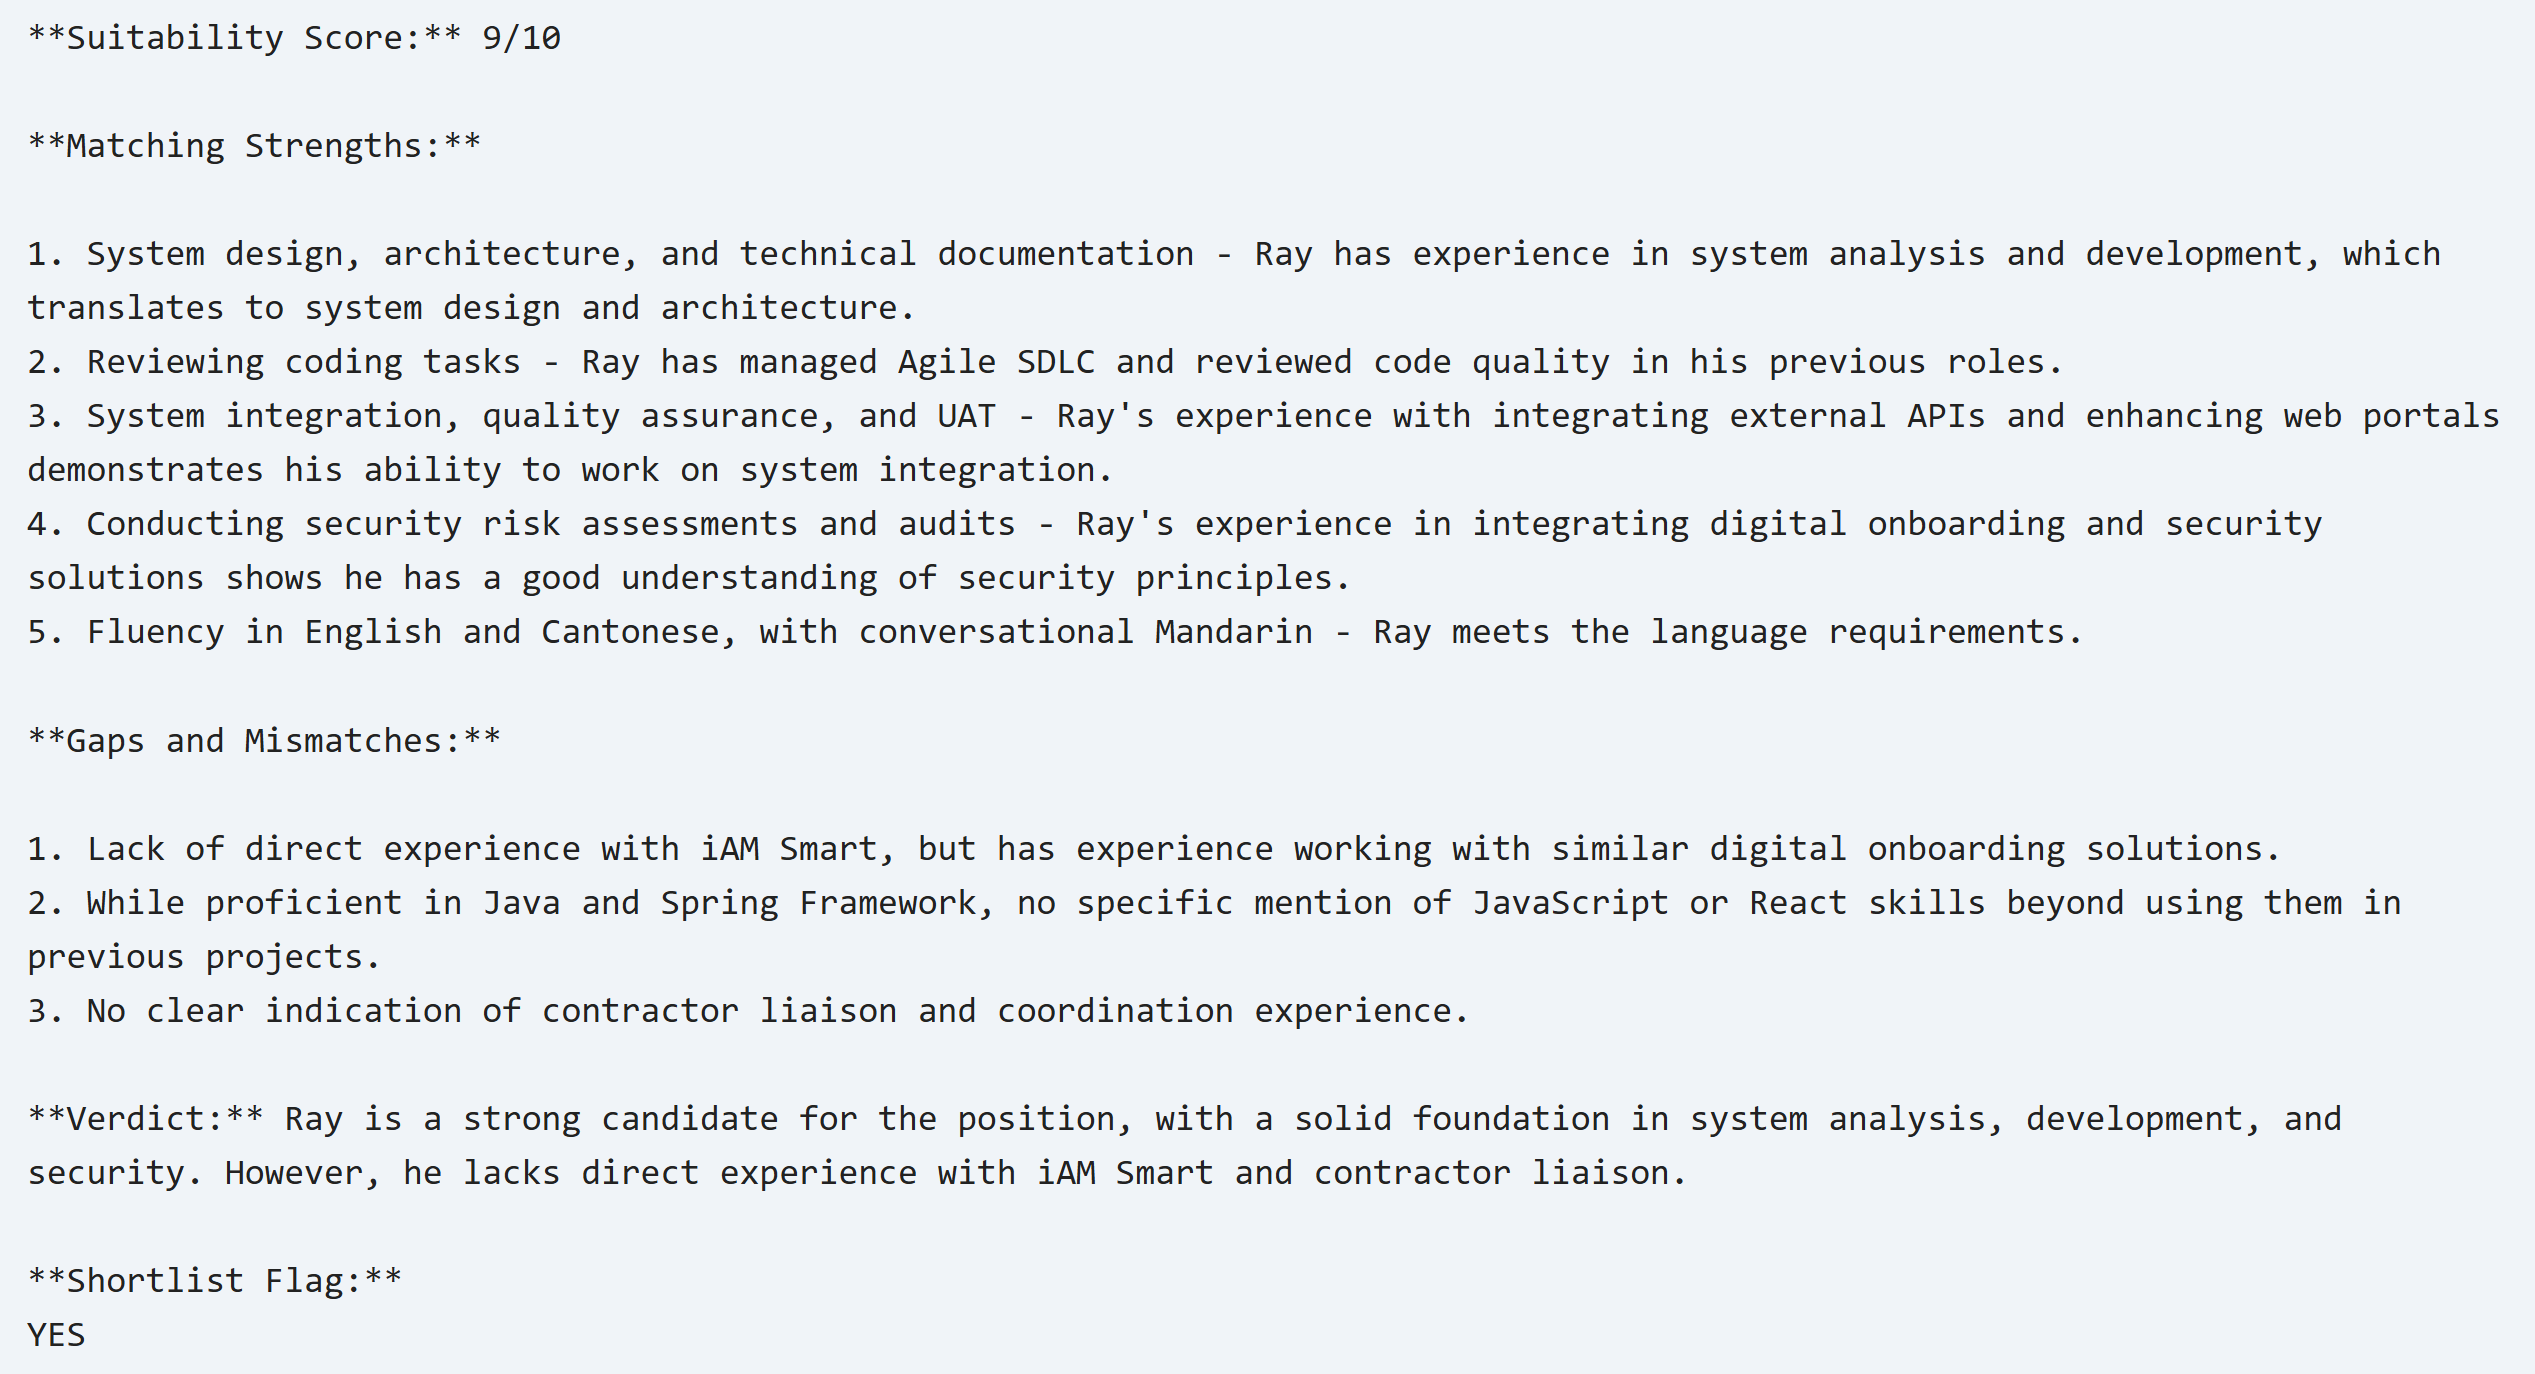 **Suitability Score:** 9/10
**Matching Strengths:**
1. System design, architecture, and technical documentation - Ray has experience in system analysis and development, which
translates to system design and architecture.
2. Reviewing coding tasks - Ray has managed Agile SDLC and reviewed code quality in his previous roles.
3. System integration, quality assurance, and UAT - Ray's experience with integrating external APIs and enhancing web portals
demonstrates his ability to work on system integration.
4. Conducting security risk assessments and audits - Ray's experience in integrating digital onboarding and security
solutions shows he has a good understanding of security principles.
5. Fluency in English and Cantonese, with conversational Mandarin - Ray meets the language requirements.
**Gaps and Mismatches:**
1. Lack of direct experience with iAM Smart, but has experience working with similar digital onboarding solutions.
2. While proficient in Java and Spring Framework, no specific mention of JavaScript or React skills beyond using them in
previous projects.
3. No clear indication of contractor liaison and coordination experience.
**Verdict:** Ray is a strong candidate for the position, with a solid foundation in system analysis, development, and
security. However, he lacks direct experience with iAM Smart and contractor liaison.
**Shortlist Flag:**
YES